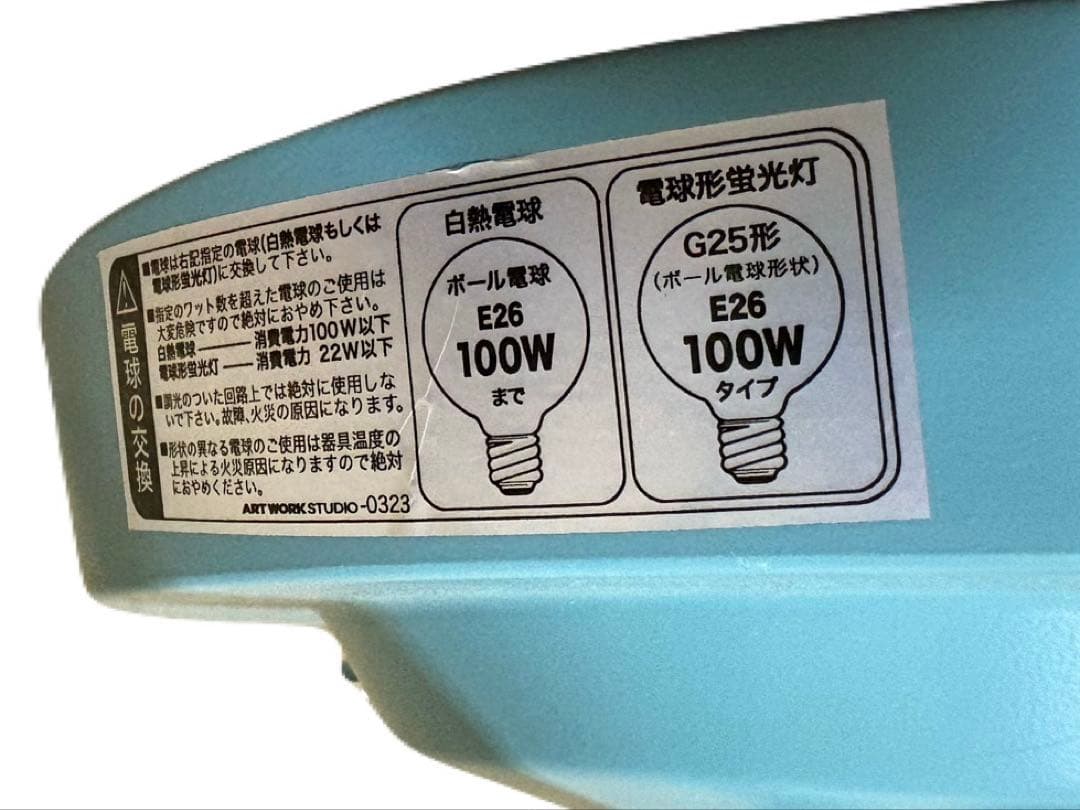 電球の交換
■電球は右記指定の電球(白熱電球もしくは
電球形蛍光灯)に交換して下さい。
■指定のワット数を超えた電球のご使用は
大変危険ですので絶対におやめ下さい。
白熱電球 ――― 消費電力100W以下
電球形蛍光灯 ―― 消費電力 22W以下
■調光のついた回路上では絶対に使用しな
いで下さい。故障、火災の原因になります。
■形状の異なる電球のご使用は器具温度の
上昇による火災原因になりますので絶対
におやめください。
ART WORK STUDIO -0323
白熱電球
ボール電球
E26
100W
まで
電球形蛍光灯
G25形
(ボール電球形状)
E26
100W
タイプ